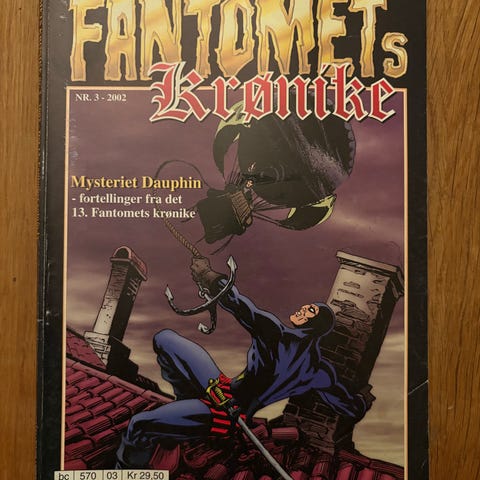 FANTOMETs
Krønike
NR. 3 - 2002
Mysteriet Dauphin
- fortellinger fra det
13. Fantomets krønike
bc 570 03 Kr 29,50